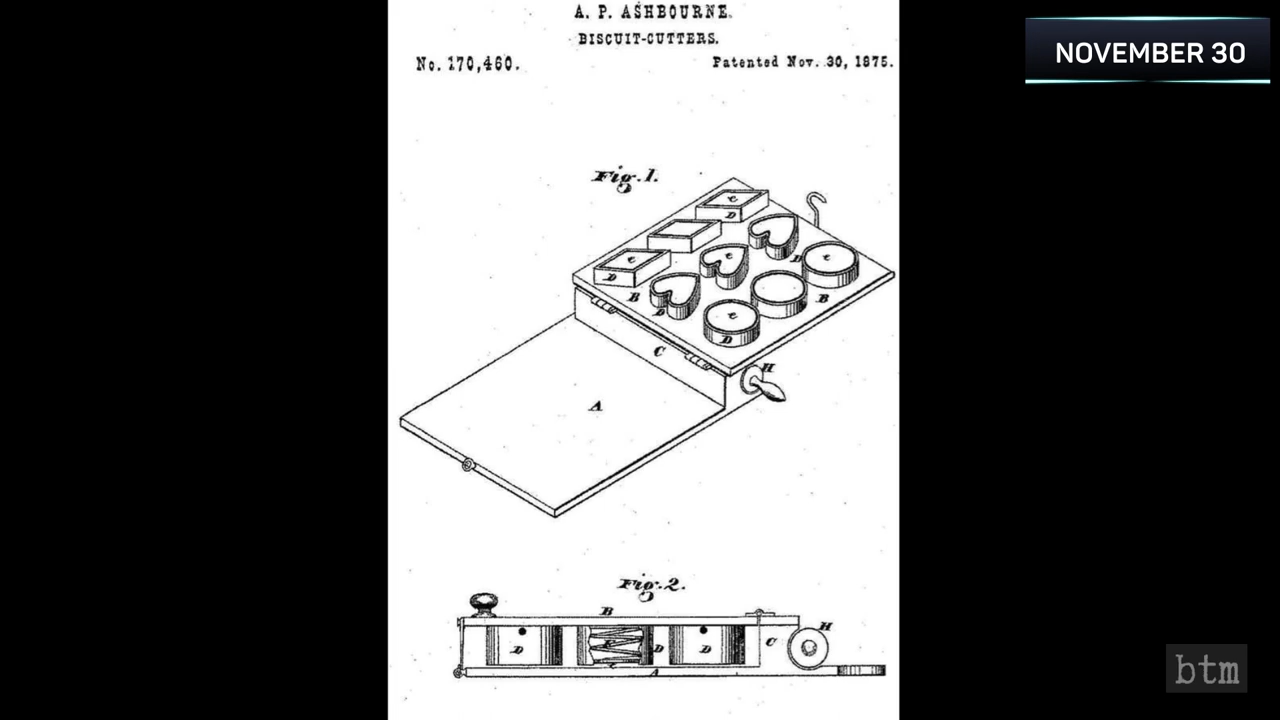 A. P. ASHBOURNE.
BISCUIT-CUTTERS.
No. 170,460.
Patented Nov. 30, 1875.
NOVEMBER 30
Fig. 1.
C
D
C
D
D
C
C
D
B
D
C
D
B
C
H
A
Fig. 2.
B
H
D
D
D
C
A
btm